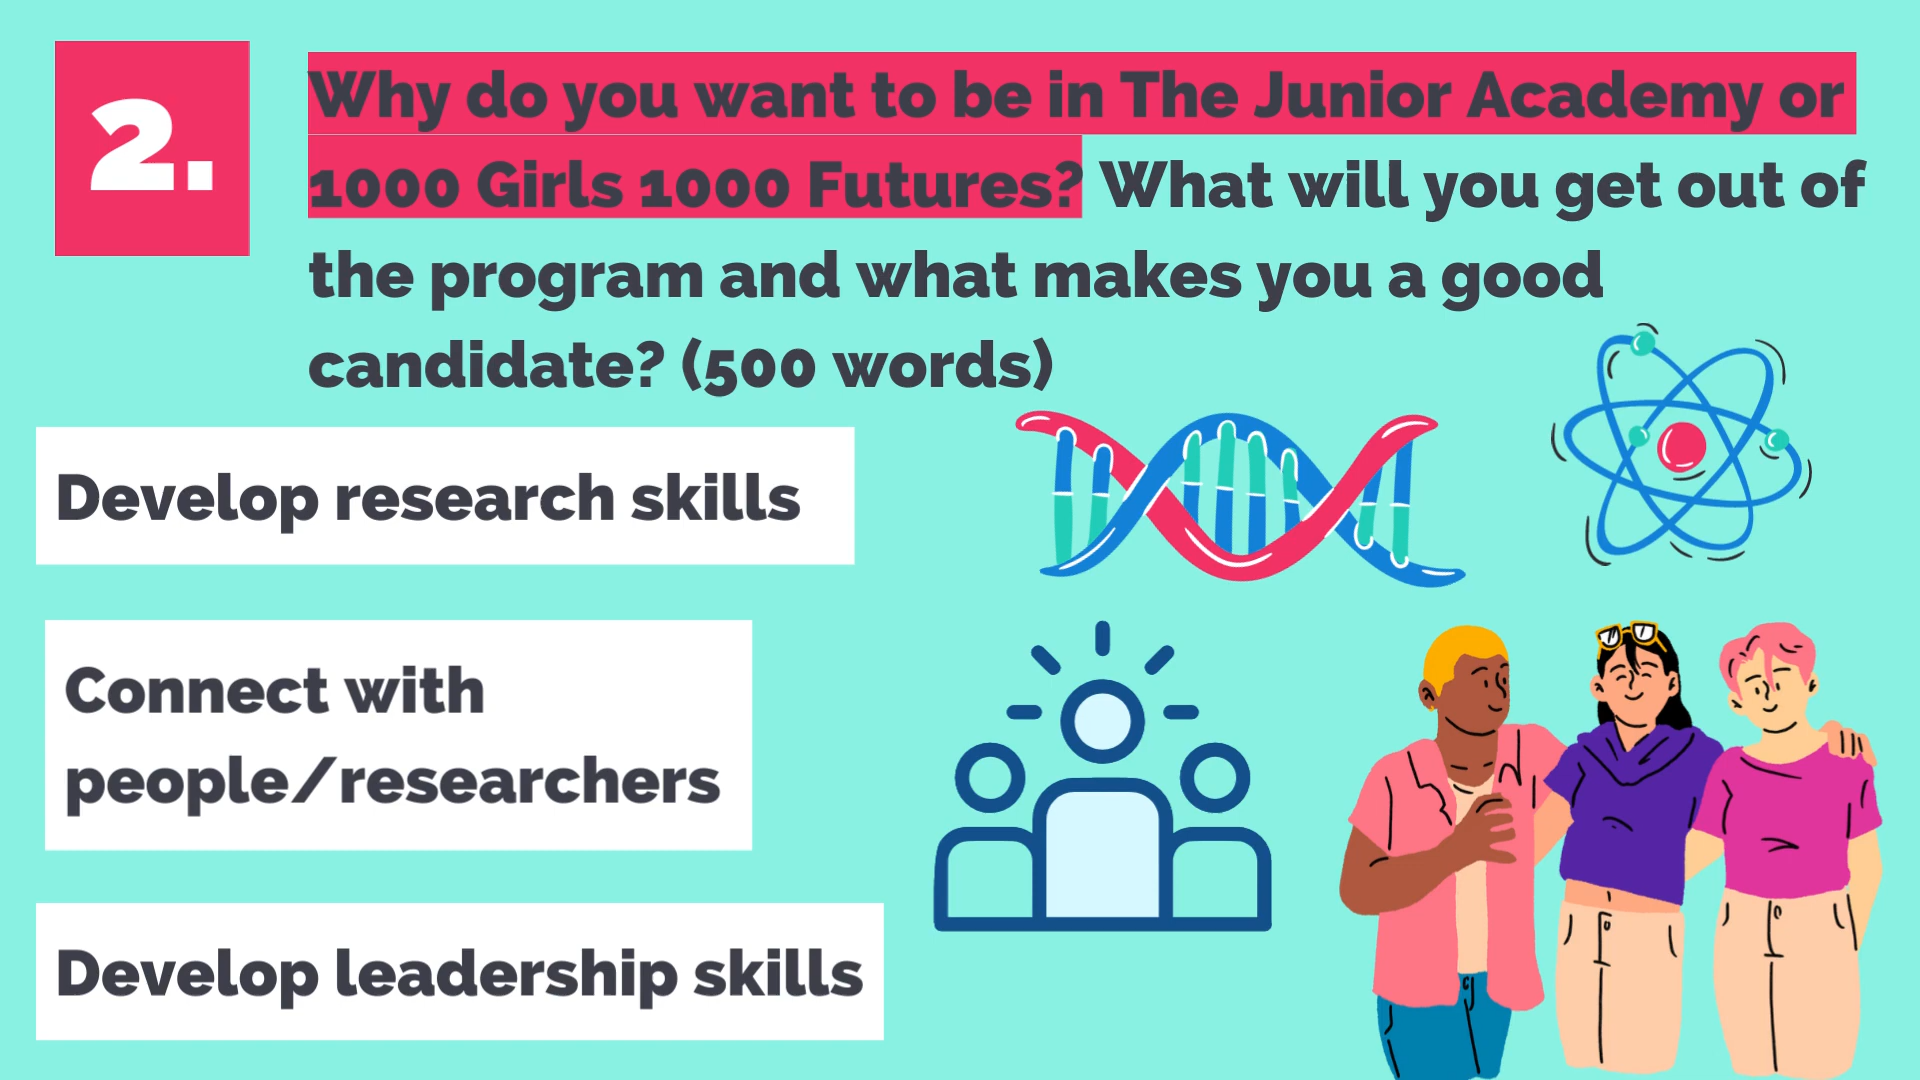 2.
Why do you want to be in The Junior Academy or
1000 Girls 1000 Futures? What will you get out of
the program and what makes you a good
candidate? (500 words)
Develop research skills
Connect with
people/researchers
Develop leadership skills